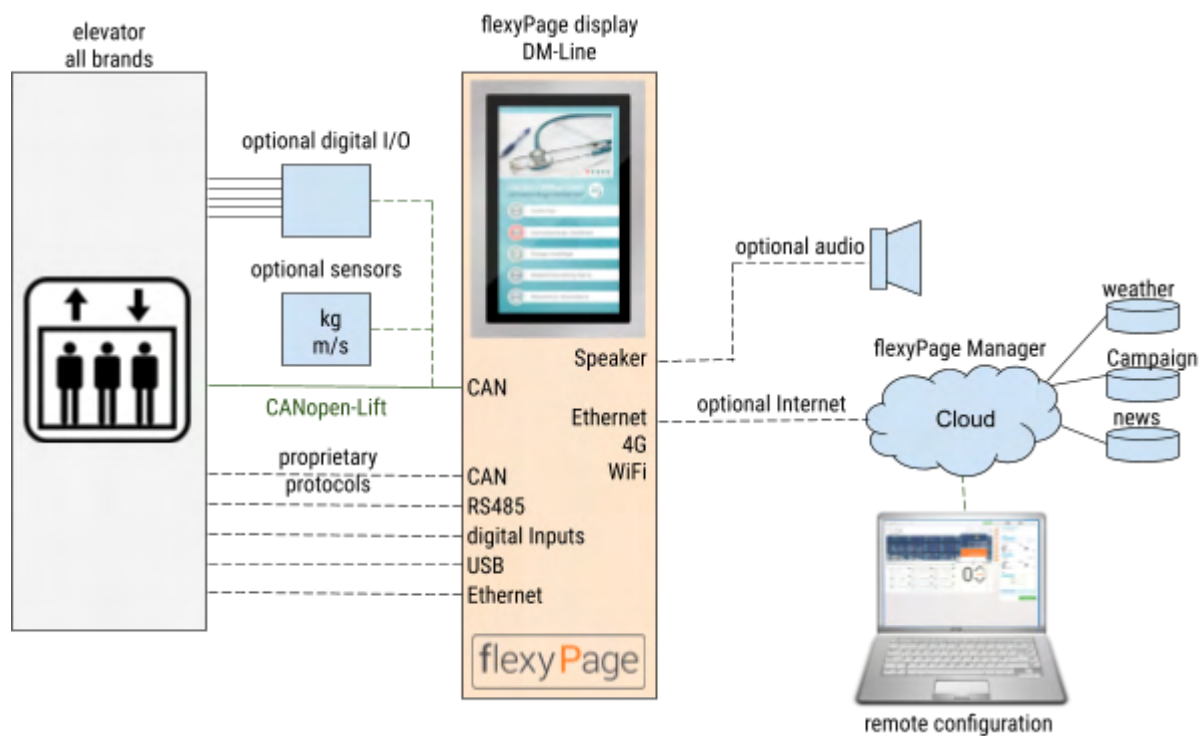 elevator
all brands
flexyPage display
DM-Line
optional digital I/O
optional sensors
kg
m/s
CANopen-Lift
proprietary
protocols
CAN
CAN
RS485
digital Inputs
USB
Ethernet
Speaker
Ethernet
4G
WiFi
flexyPage
optional audio
optional Internet
flexyPage Manager
Cloud
weather
Campaign
news
remote configuration